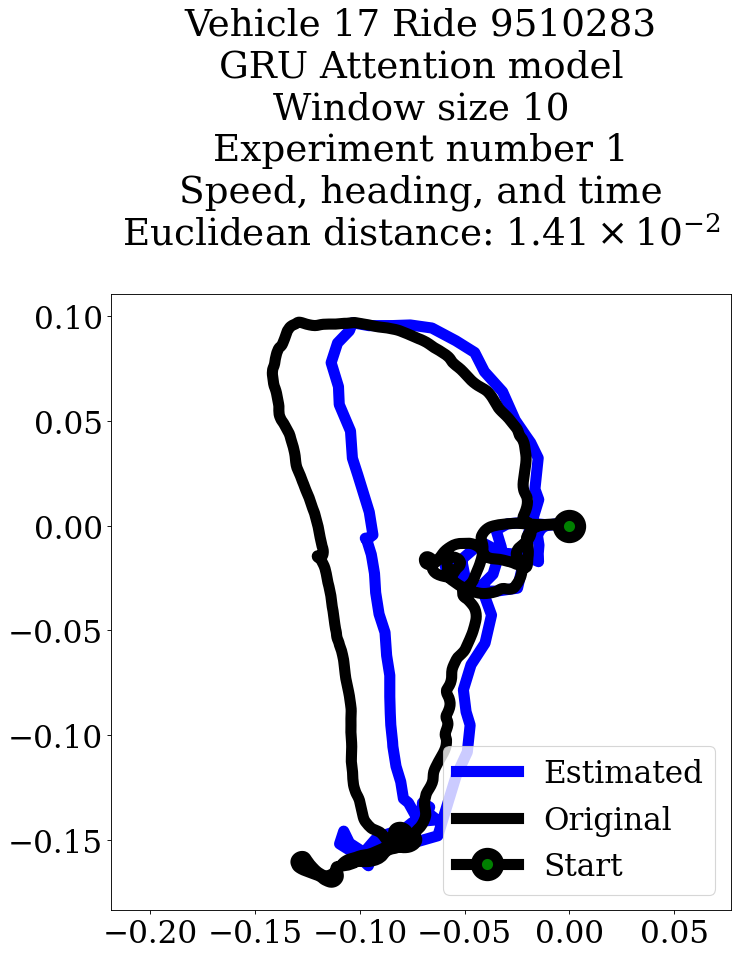 Vehicle 17 Ride 9510283
GRU Attention model
Window size 10
Experiment number 1
Speed, heading, and time
Euclidean distance: 1.41 × 10⁻²
0.10
0.05
0.00
−0.05
−0.10
−0.15
Estimated
Original
Start
−0.20 −0.15 −0.10 −0.05 0.00 0.05